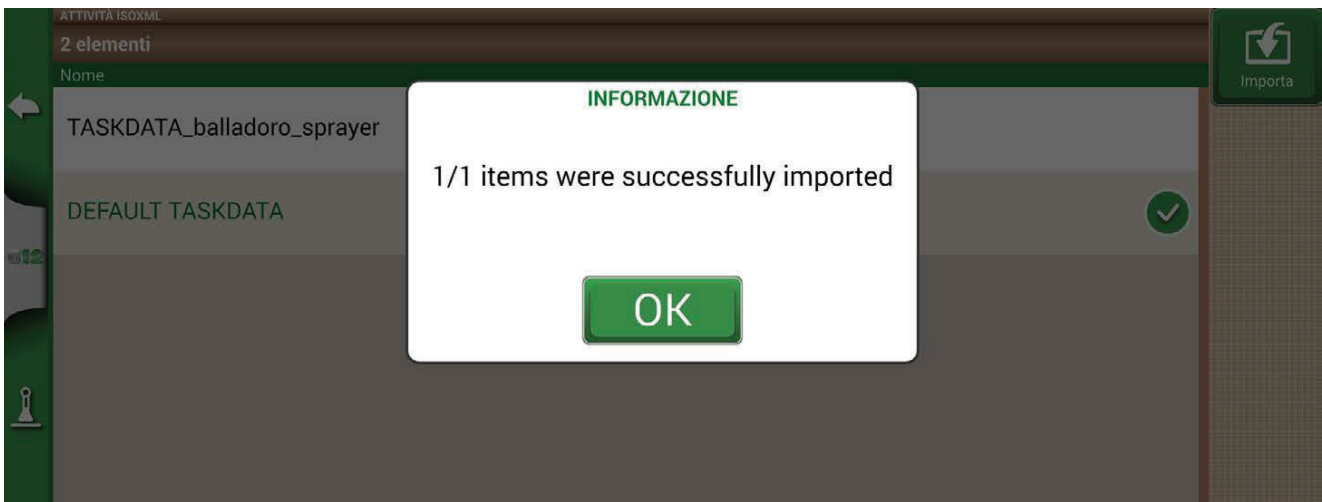 ATTIVITÀ ISOXML
2 elementi
Nome
Importa
TASKDATA_balladoro_sprayer
DEFAULT TASKDATA
INFORMAZIONE
1/1 items were successfully imported
OK